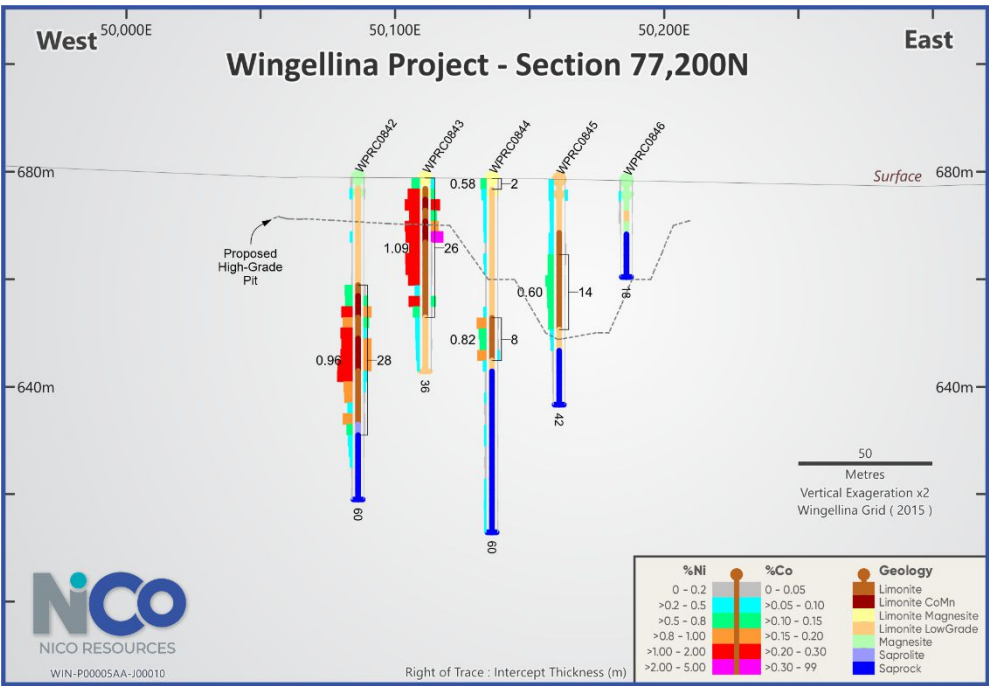 West
50,000E
50,100E
50,200E
East
Wingellina Project - Section 77,200N
WPRC0842
WPRC0843
WPRC0844
WPRC0845
WPRC0846
680m
680m
Surface
0.58
2
Proposed
High-Grade
Pit
1.09
26
0.60
14
18
0.82
8
0.96
28
640m
640m
36
42
60
60
50
Metres
Vertical Exageration x2
Wingellina Grid ( 2015 )
NiCo
NICO RESOURCES
WIN-P00005AA-J00010
Right of Trace : Intercept Thickness (m)
%Ni %Co Geology
0 - 0.2 0 - 0.05 Limonite
>0.2 - 0.5 >0.05 - 0.10 Limonite CoMn
>0.5 - 0.8 >0.10 - 0.15 Limonite Magnesite
>0.8 - 1.00 >0.15 - 0.20 Limonite LowGrade
>1.00 - 2.00 >0.20 - 0.30 Magnesite
>2.00 - 5.00 >0.30 - 99 Saprolite
Saprock